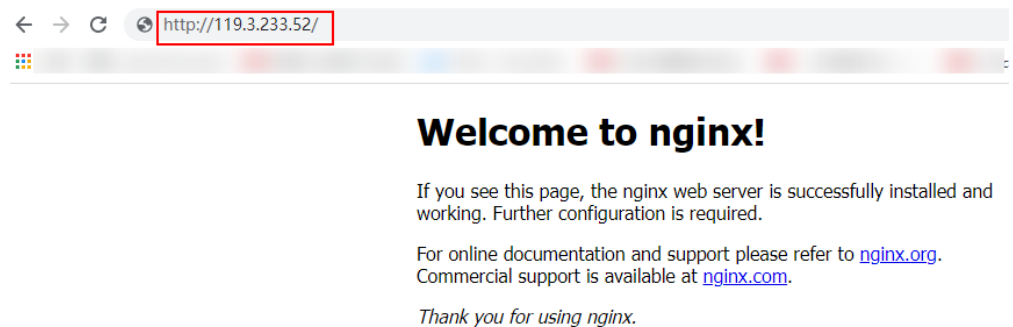 http://119.3.233.52/
Welcome to nginx!
If you see this page, the nginx web server is successfully installed and
working. Further configuration is required.
For online documentation and support please refer to nginx.org.
Commercial support is available at nginx.com.
Thank you for using nginx.